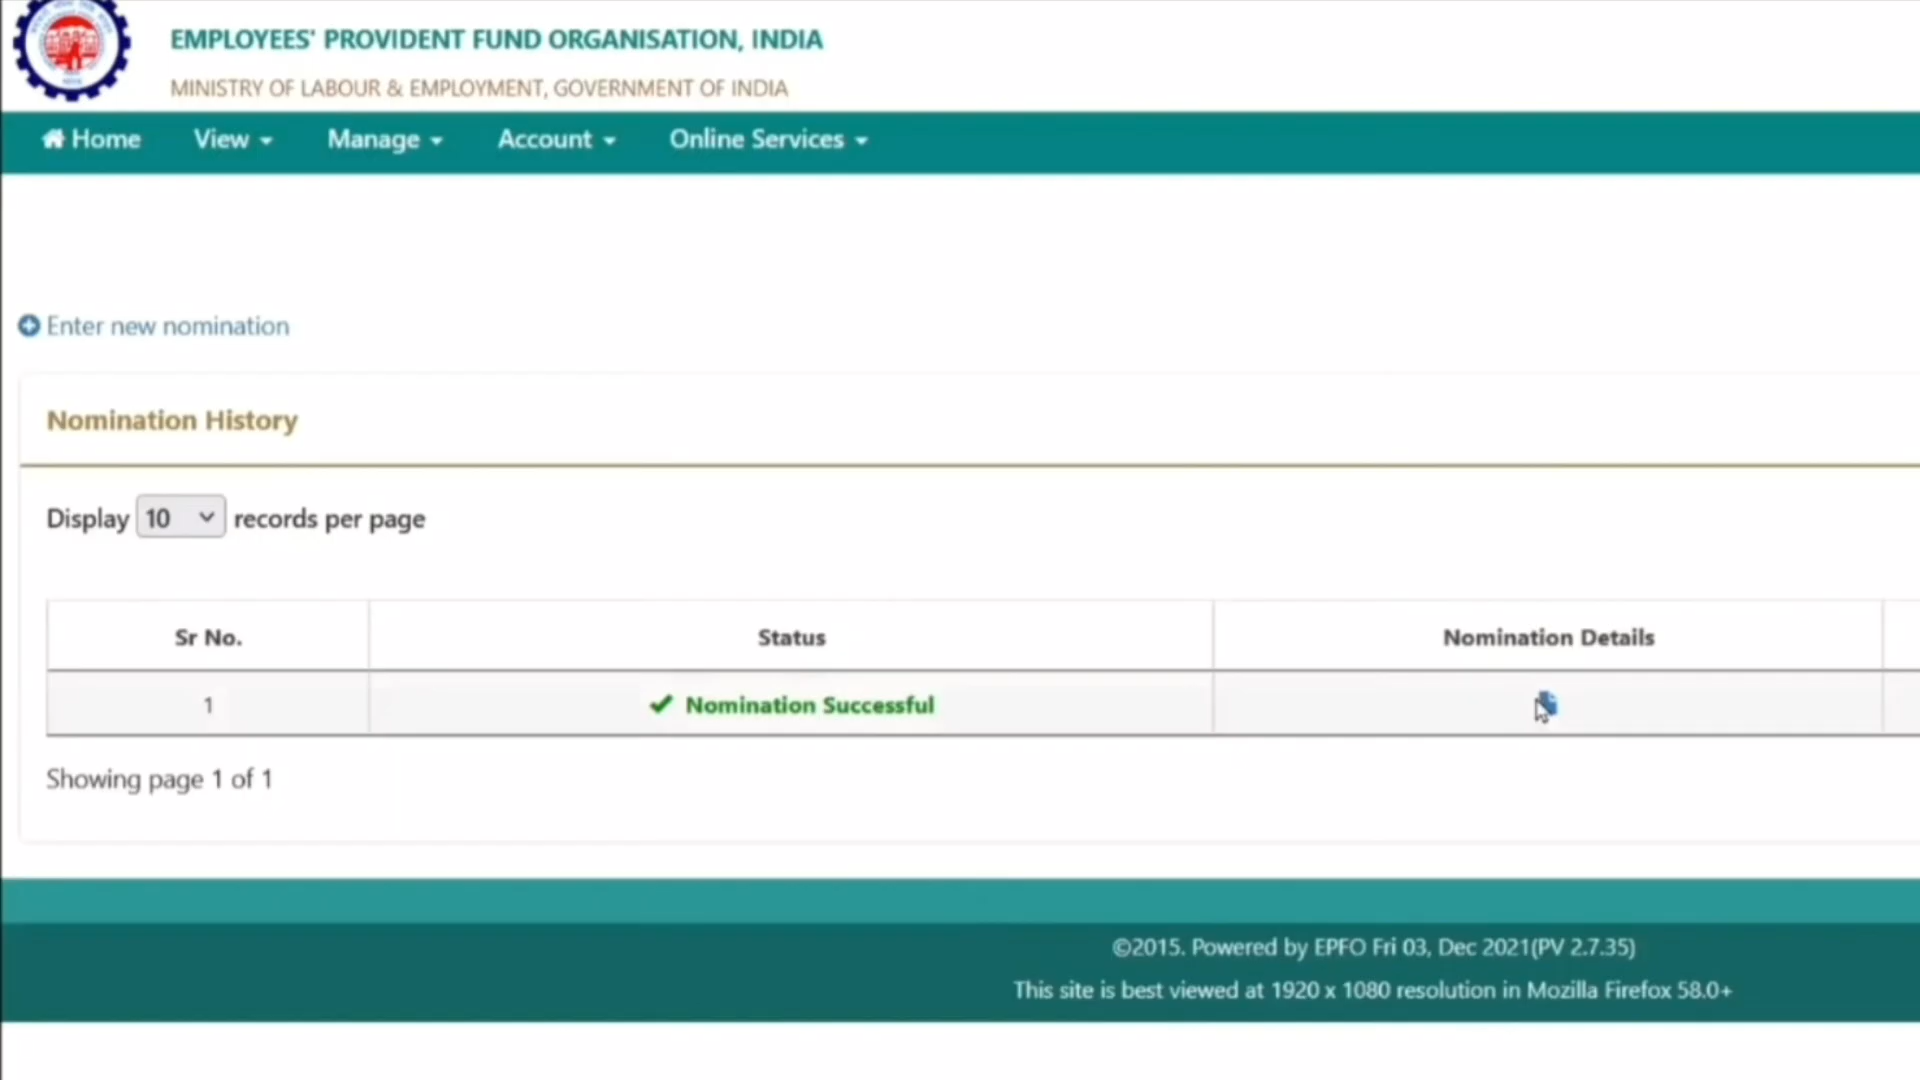 EMPLOYEES' PROVIDENT FUND ORGANISATION, INDIA
MINISTRY OF LABOUR & EMPLOYMENT, GOVERNMENT OF INDIA
Home View Manage Account Online Services
Enter new nomination
Nomination History
Display 10 records per page
Sr No. Status Nomination Details
1 Nomination Successful
Showing page 1 of 1
©2015. Powered by EPFO Fri 03, Dec 2021(PV 2.7.35)
This site is best viewed at 1920 x 1080 resolution in Mozilla Firefox 58.0+